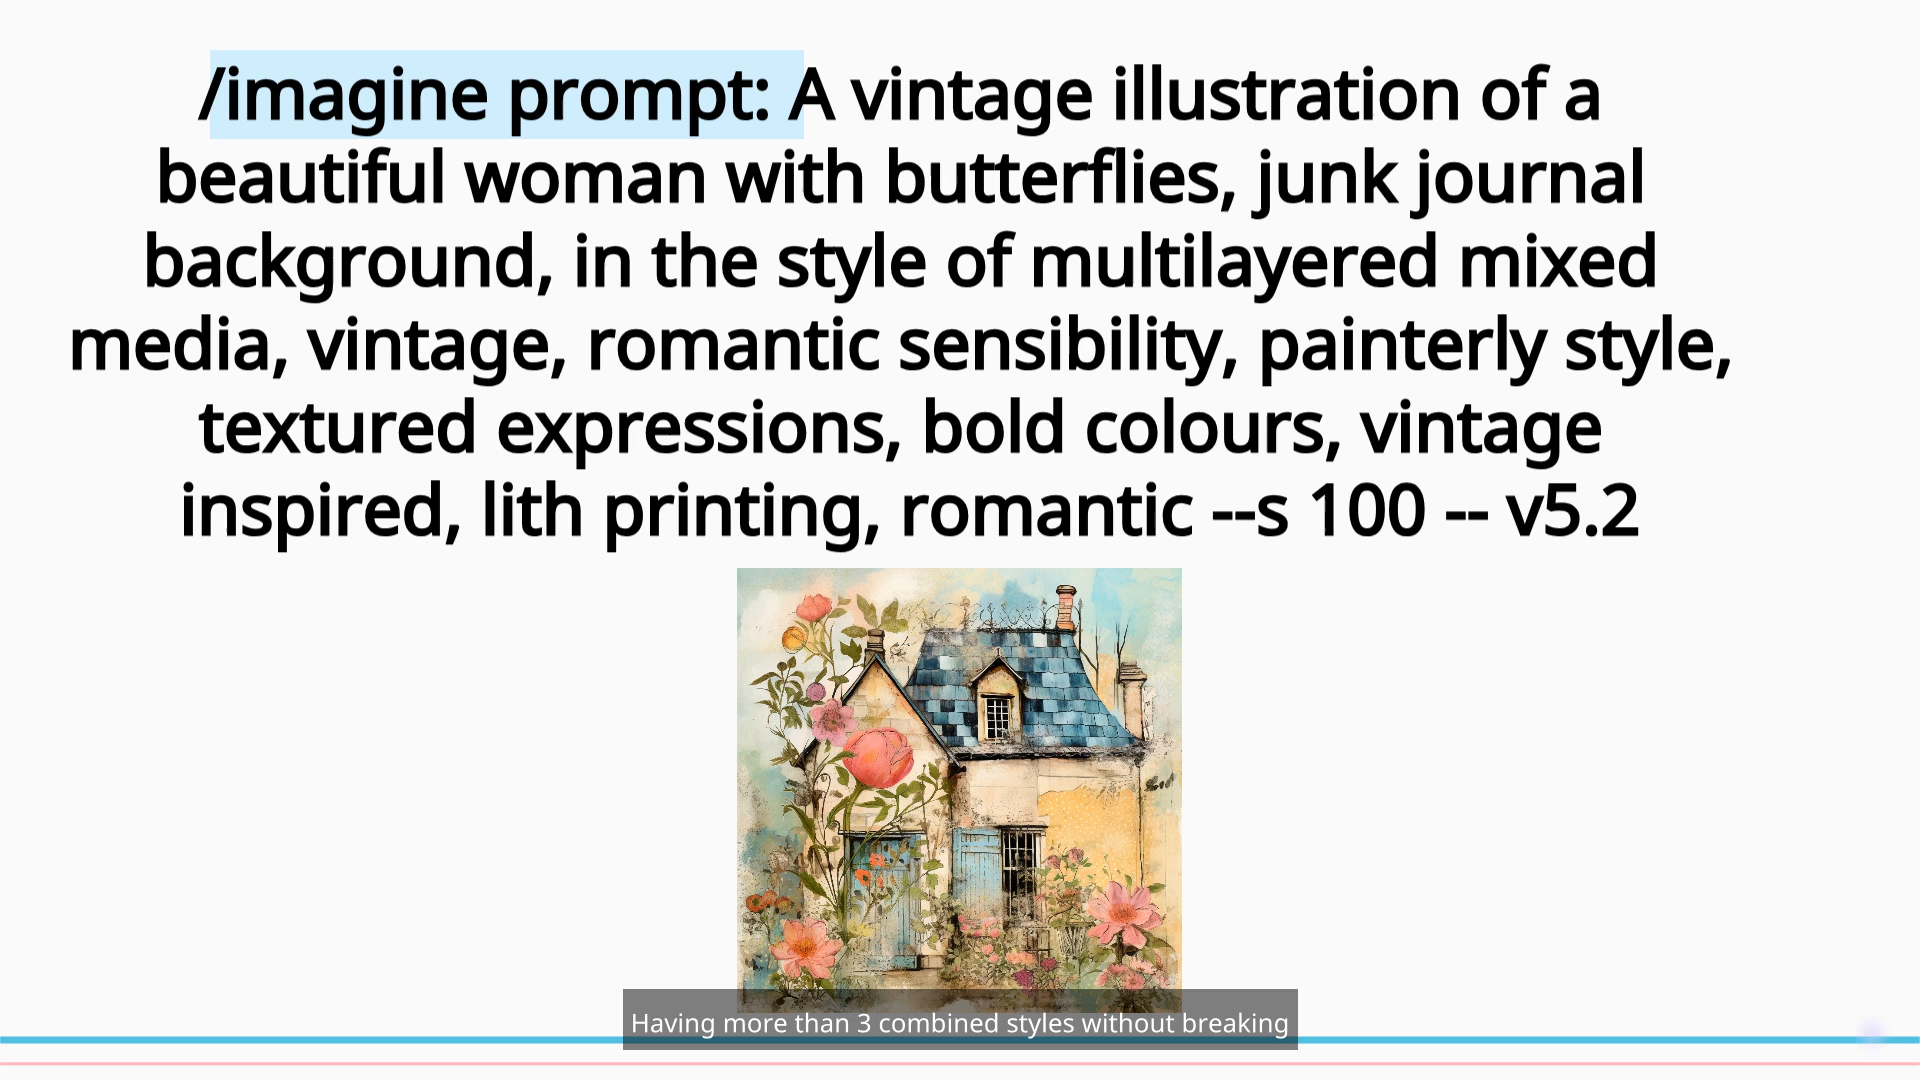 /imagine prompt: A vintage illustration of a
beautiful woman with butterflies, junk journal
background, in the style of multilayered mixed
media, vintage, romantic sensibility, painterly style,
textured expressions, bold colours, vintage
inspired, lith printing, romantic --s 100 -- v5.2
Having more than 3 combined styles without breaking